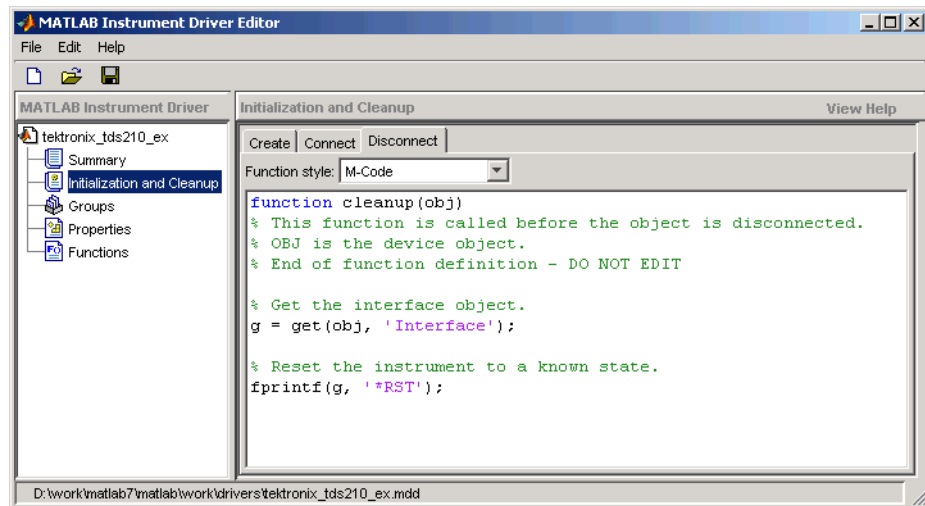 MATLAB Instrument Driver Editor
File Edit Help
MATLAB Instrument Driver
tektronix_tds210_ex
Summary
Initialization and Cleanup
Groups
Properties
Functions
Initialization and Cleanup View Help
Create Connect Disconnect
Function style: M-Code
function cleanup(obj)
% This function is called before the object is disconnected.
% OBJ is the device object.
% End of function definition - DO NOT EDIT
% Get the interface object.
g = get(obj, 'Interface');
% Reset the instrument to a known state.
fprintf(g, '*RST');
D:\work\matlab7\matlab\work\drivers\tektronix_tds210_ex.mdd